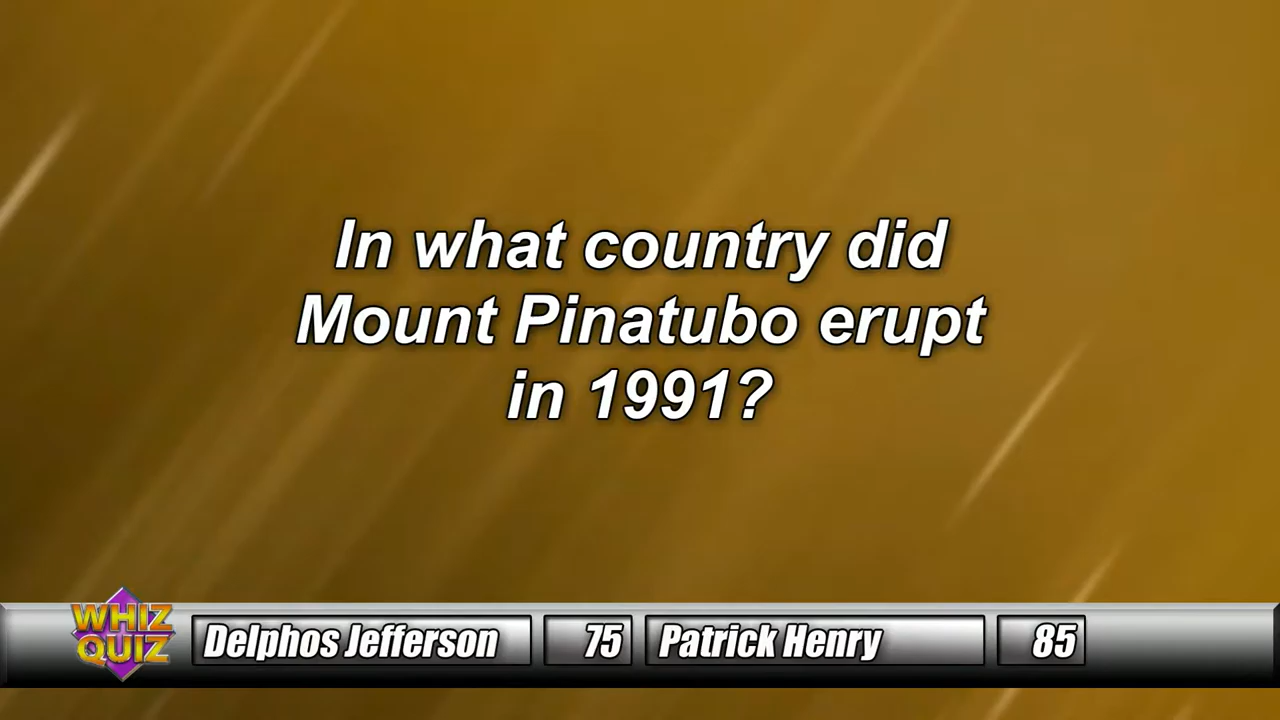 In what country did
Mount Pinatubo erupt
in 1991?
WHIZ
QUIZ
Delphos Jefferson 75 Patrick Henry 85